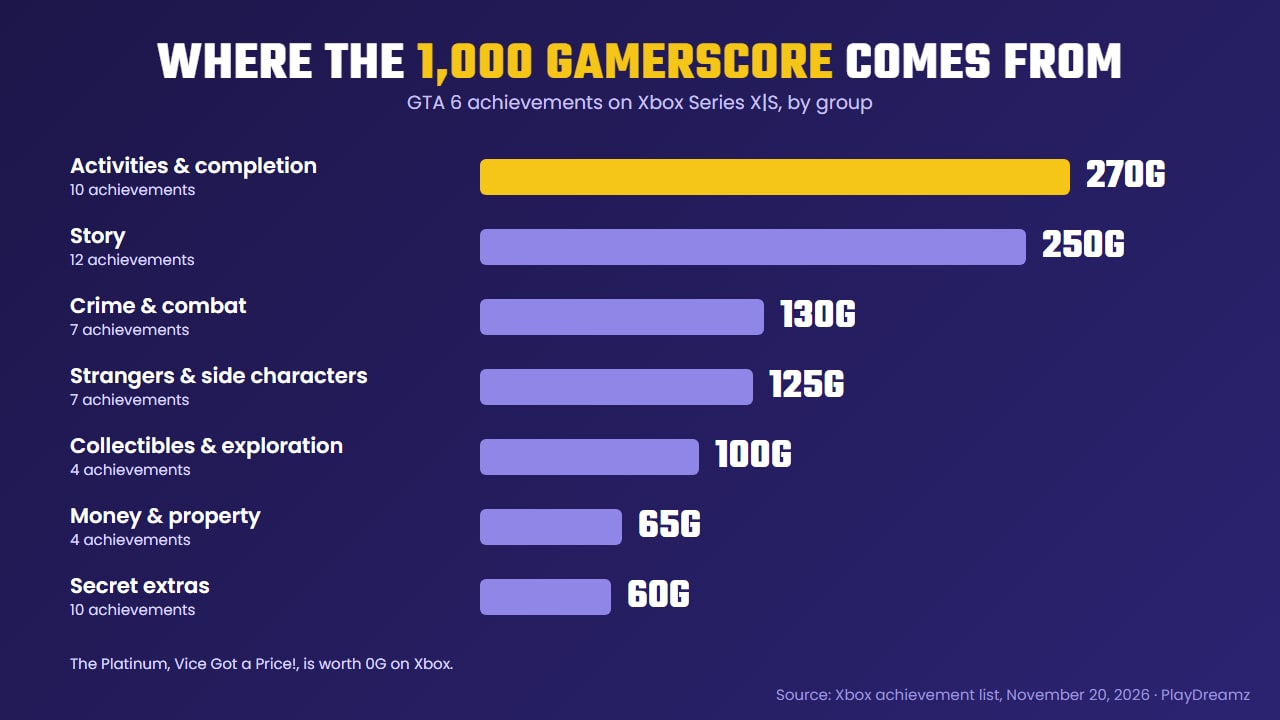 WHERE THE 1,000 GAMERSCORE COMES FROM
GTA 6 achievements on Xbox Series X|S, by group
Activities & completion
10 achievements
270G
Story
12 achievements
250G
Crime & combat
7 achievements
130G
Strangers & side characters
7 achievements
125G
Collectibles & exploration
4 achievements
100G
Money & property
4 achievements
65G
Secret extras
10 achievements
60G
The Platinum, Vice Got a Price!, is worth 0G on Xbox.
Source: Xbox achievement list, November 20, 2026 · PlayDreamz